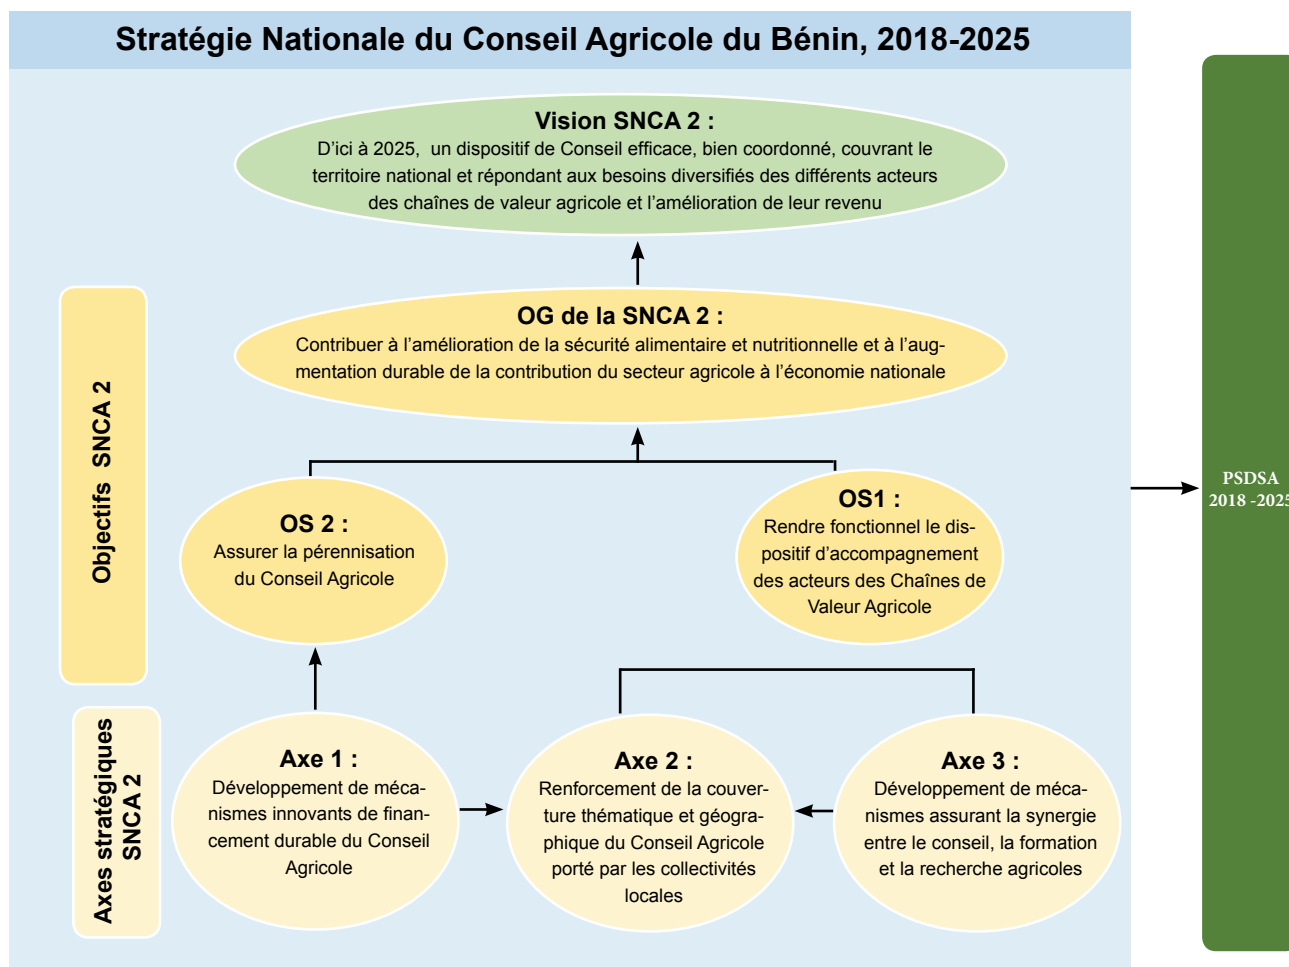 Stratégie Nationale du Conseil Agricole du Bénin, 2018-2025
Vision SNCA 2 :
D’ici à 2025, un dispositif de Conseil efficace, bien coordonné, couvrant le
territoire national et répondant aux besoins diversifiés des différents acteurs
des chaînes de valeur agricole et l’amélioration de leur revenu
Objectifs SNCA 2
OG de la SNCA 2 :
Contribuer à l’amélioration de la sécurité alimentaire et nutritionnelle et à l’aug-
mentation durable de la contribution du secteur agricole à l’économie nationale
OS 2 :
Assurer la pérennisation
du Conseil Agricole
OS1 :
Rendre fonctionnel le dis-
positif d’accompagnement
des acteurs des Chaînes de
Valeur Agricole
Axes stratégiques
SNCA 2
Axe 1 :
Développement de méca-
nismes innovants de finan-
cement durable du Conseil
Agricole
Axe 2 :
Renforcement de la couver-
ture thématique et géogra-
phique du Conseil Agricole
porté par les collectivités
locales
Axe 3 :
Développement de méca-
nismes assurant la synergie
entre le conseil, la formation
et la recherche agricoles
PSDSA
2018 -2025